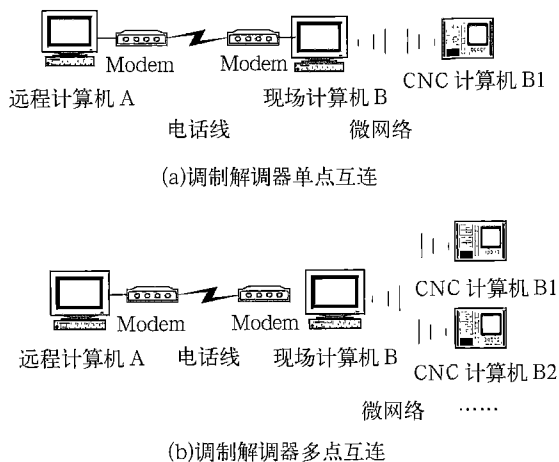 Modem
Modem
CNC 计算机 B1
远程计算机 A
现场计算机 B
电话线
微网络
(a)调制解调器单点互连
CNC 计算机 B1
Modem
Modem
远程计算机 A
电话线
现场计算机 B
CNC 计算机 B2
微网络 ……
(b)调制解调器多点互连